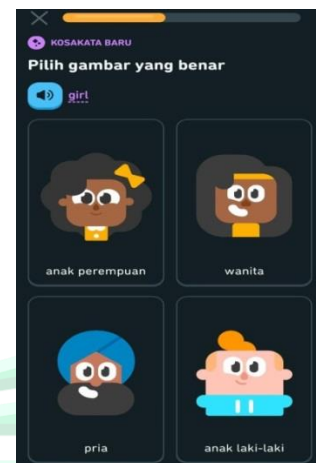 KOSAKATA BARU
Pilih gambar yang benar
girl
anak perempuan
wanita
pria
anak laki-laki